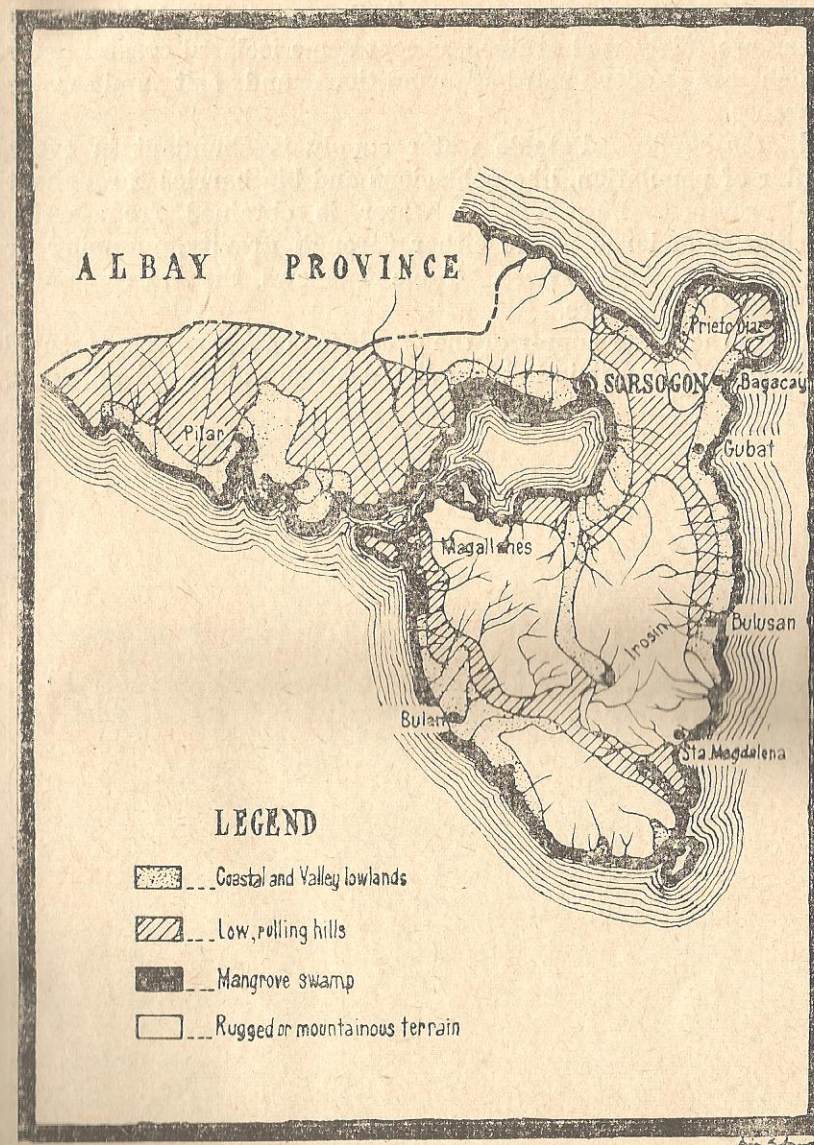 ALBAY PROVINCE
Prieto Diaz
SORSOGON
Bagacay
Pilar
Gubat
Magallanes
Irosin
Bulusan
Bulan
Sta. Magdalena
LEGEND
Coastal and Valley lowlands
Low, rolling hills
Mangrove swamp
Rugged or mountainous terrain